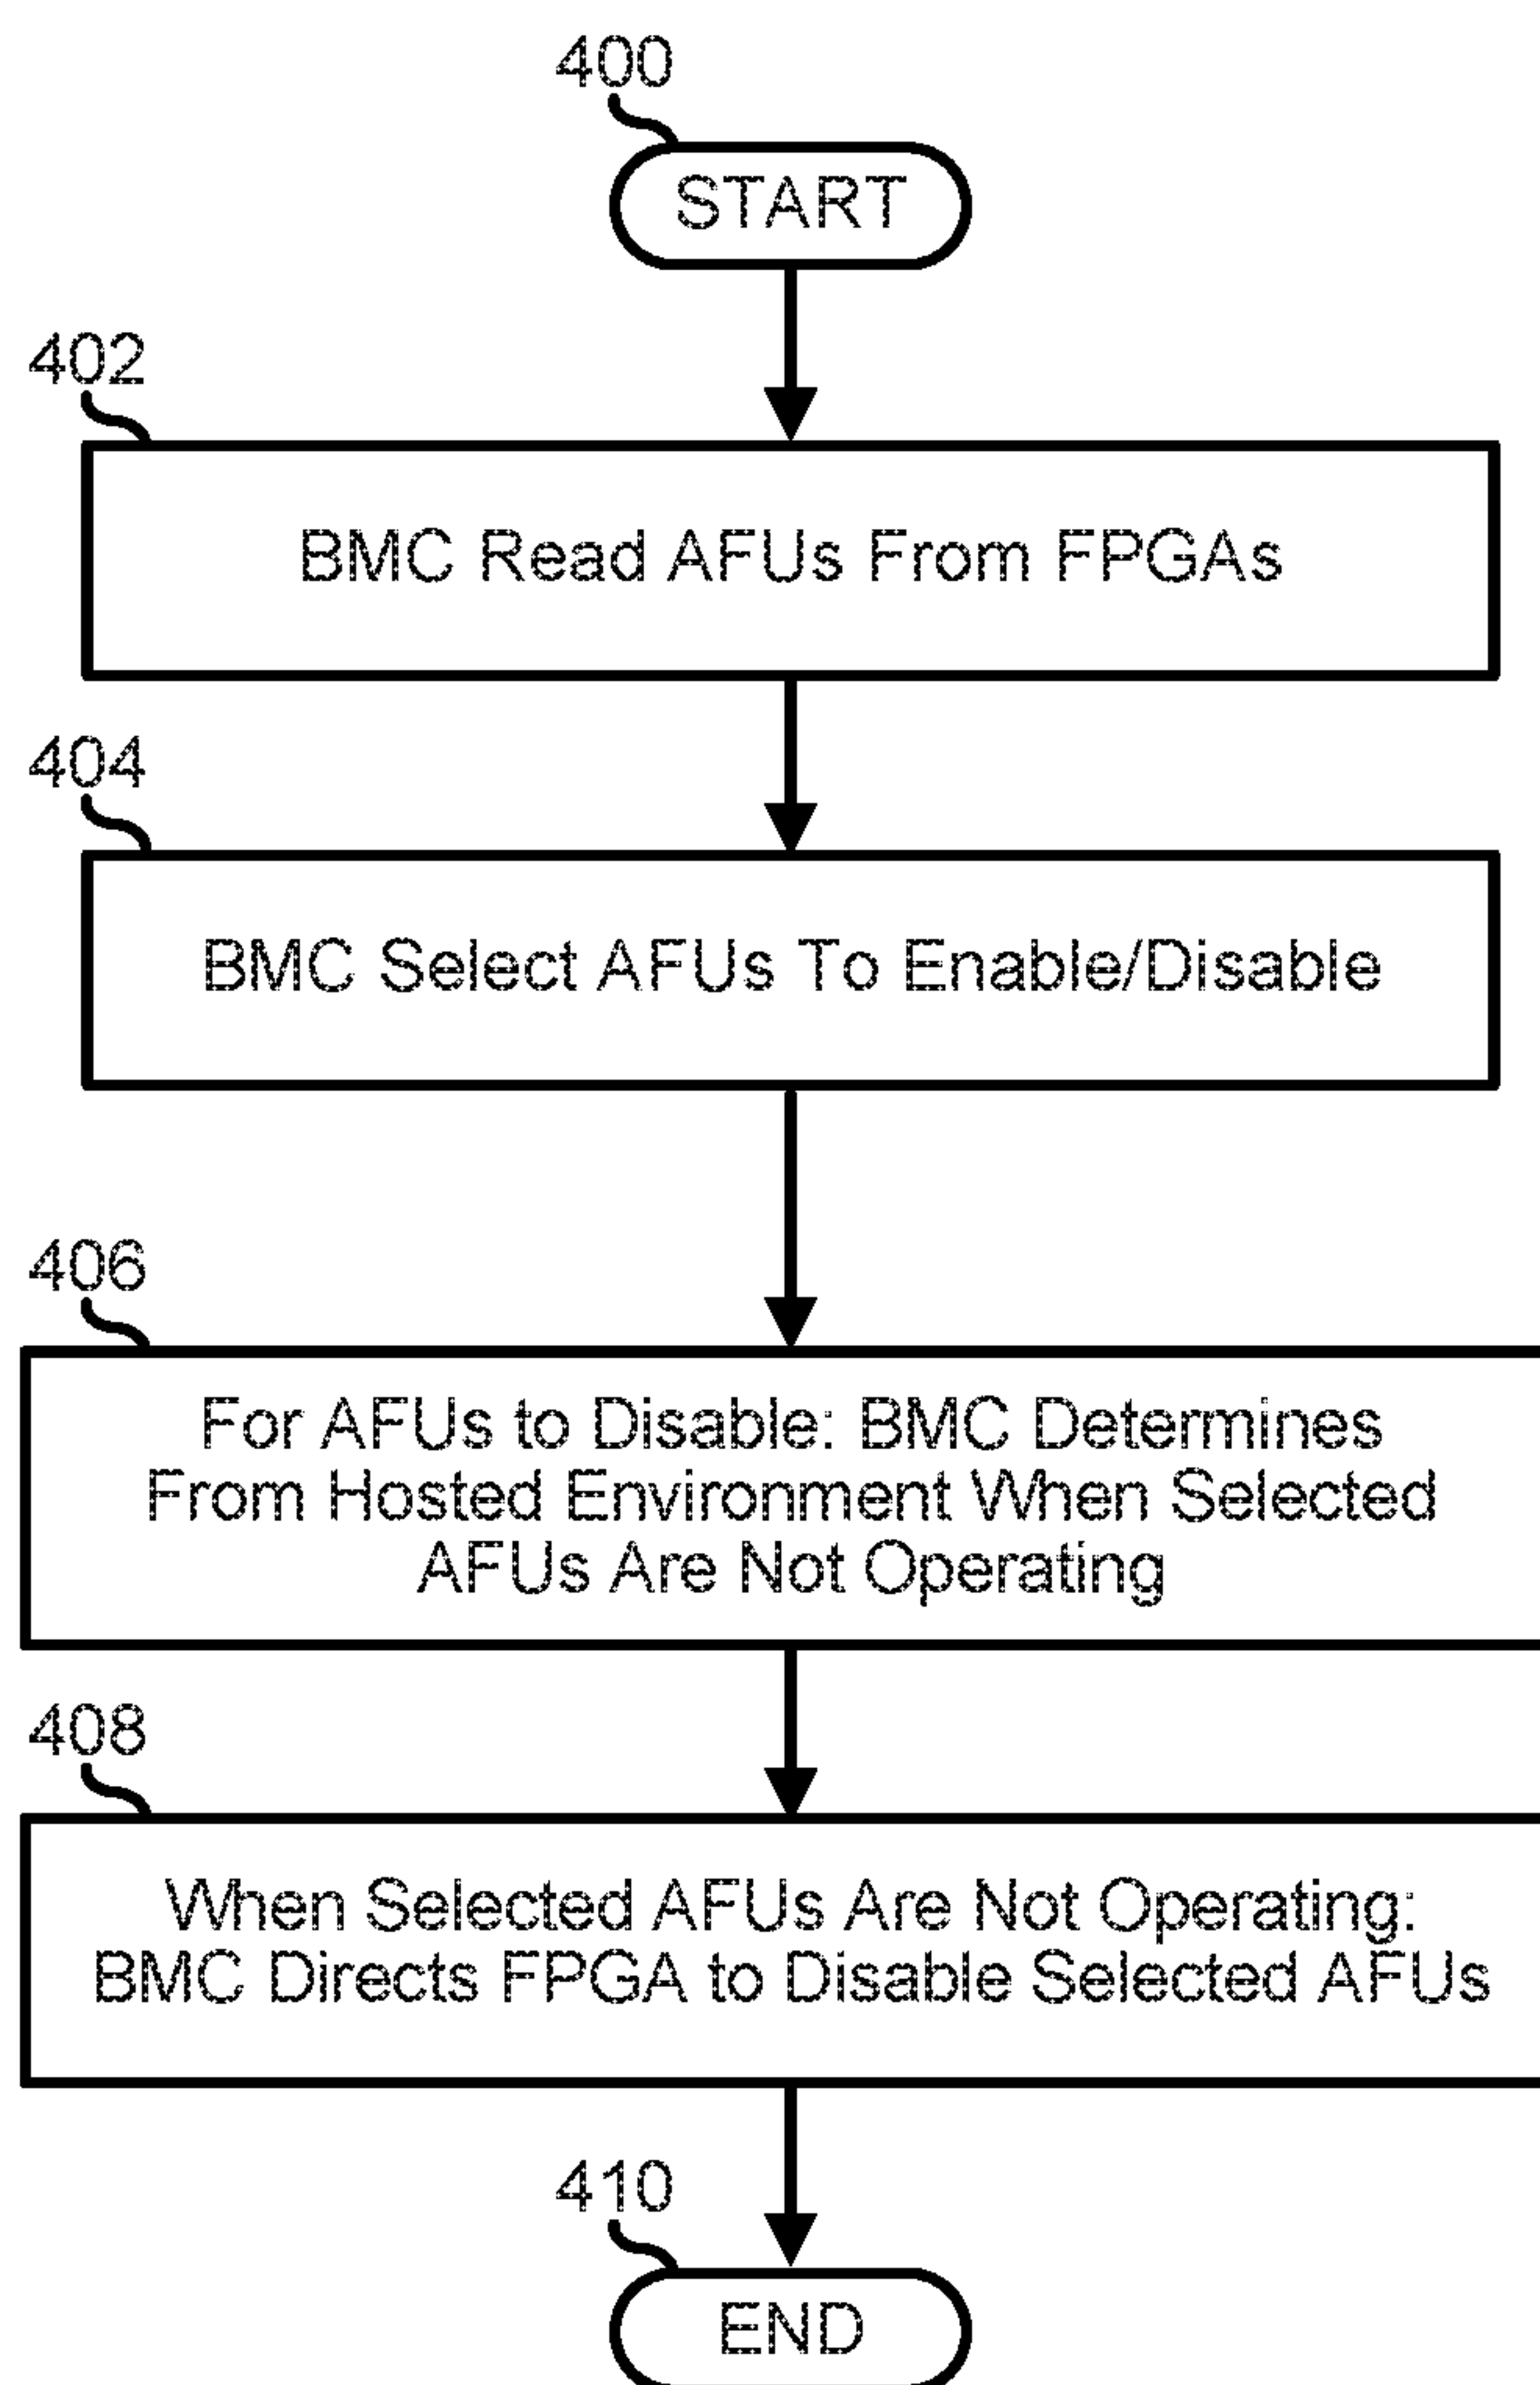 400
START
402
BMC Read AFUs From FPGAs
404
BMC Select AFUs To Enable/Disable
406
For AFUs to Disable: BMC Determines
From Hosted Environment When Selected
AFUs Are Not Operating
408
When Selected AFUs Are Not Operating:
BMC Directs FPGA to Disable Selected AFUs
410
END